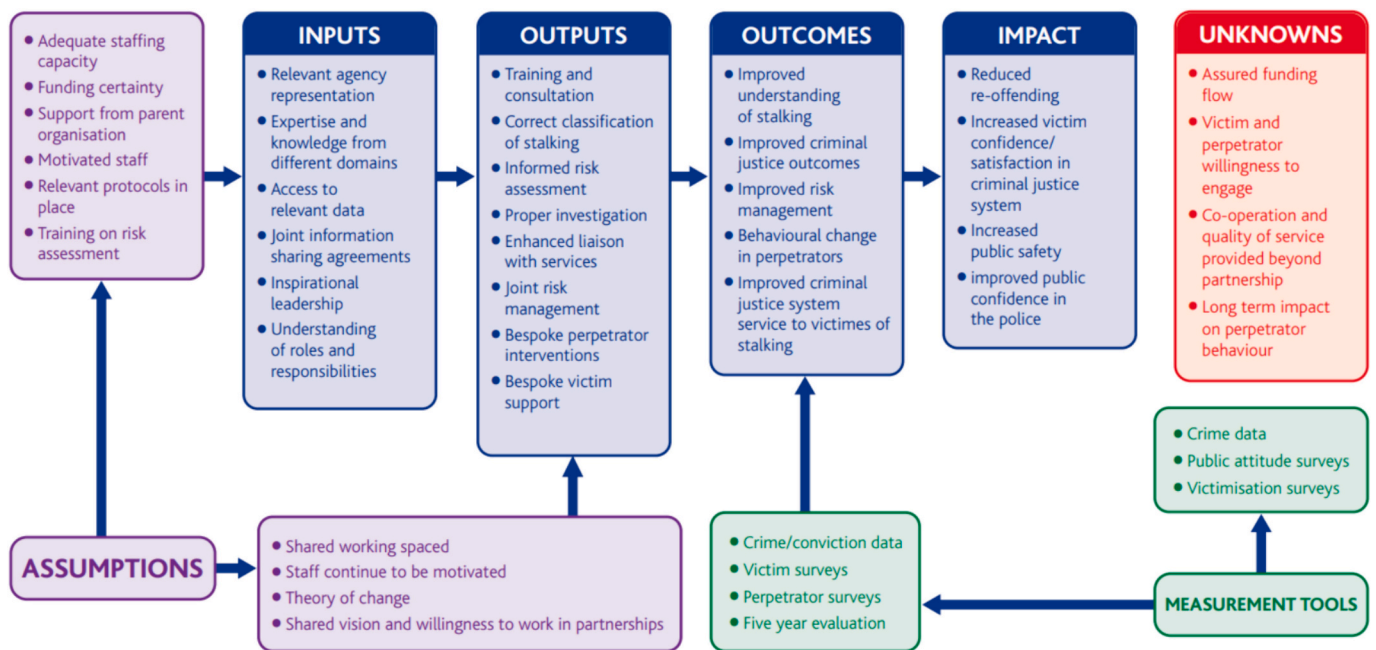 • Adequate staffing
capacity
• Funding certainty
• Support from parent
organisation
• Motivated staff
• Relevant protocols in
place
• Training on risk
assessment
INPUTS
• Relevant agency
representation
• Expertise and
knowledge from
different domains
• Access to
relevant data
• Joint information
sharing agreements
• Inspirational
leadership
• Understanding
of roles and
responsibilities
OUTPUTS
• Training and
consultation
• Correct classification
of stalking
• Informed risk
assessment
• Proper investigation
• Enhanced liaison
with services
• Joint risk
management
• Bespoke perpetrator
interventions
• Bespoke victim
support
OUTCOMES
• Improved
understanding
of stalking
• Improved criminal
justice outcomes
• Improved risk
management
• Behavioural change
in perpetrators
• Improved criminal
justice system
service to victimes of
stalking
IMPACT
• Reduced
re-offending
• Increased victim
confidence/
satisfaction in
criminal justice
system
• Increased
public safety
• improved public
confidence in
the police
UNKNOWNS
• Assured funding
flow
• Victim and
perpetrator
willingness to
engage
• Co-operation and
quality of service
provided beyond
partnership
• Long term impact
on perpetrator
behaviour
ASSUMPTIONS
• Shared working spaced
• Staff continue to be motivated
• Theory of change
• Shared vision and willingness to work in partnerships
• Crime/conviction data
• Victim surveys
• Perpetrator surveys
• Five year evaluation
• Crime data
• Public attitude surveys
• Victimisation surveys
MEASUREMENT TOOLS